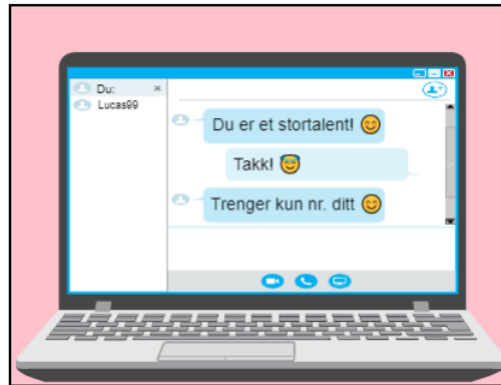 Du:
Lucas99
Du er et stortalent! 😊
Takk! 😇
Trenger kun nr. ditt 😊